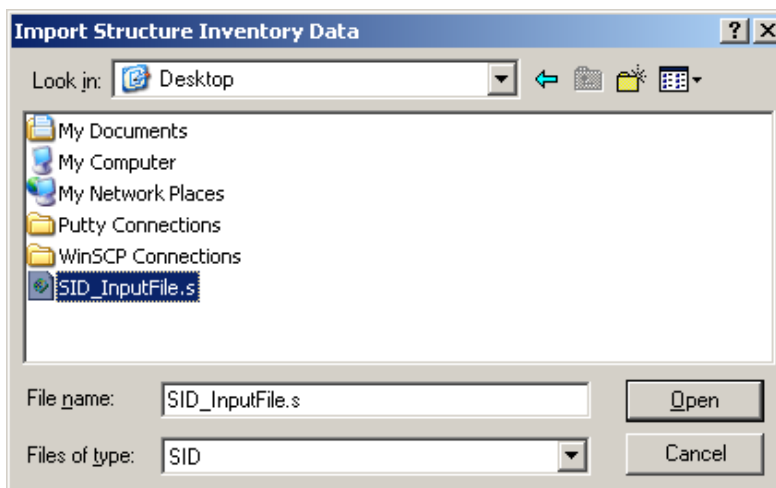 Import Structure Inventory Data
Look in: Desktop
My Documents
My Computer
My Network Places
Putty Connections
WinSCP Connections
SID_InputFile.s
File name: SID_InputFile.s Open
Files of type: SID Cancel